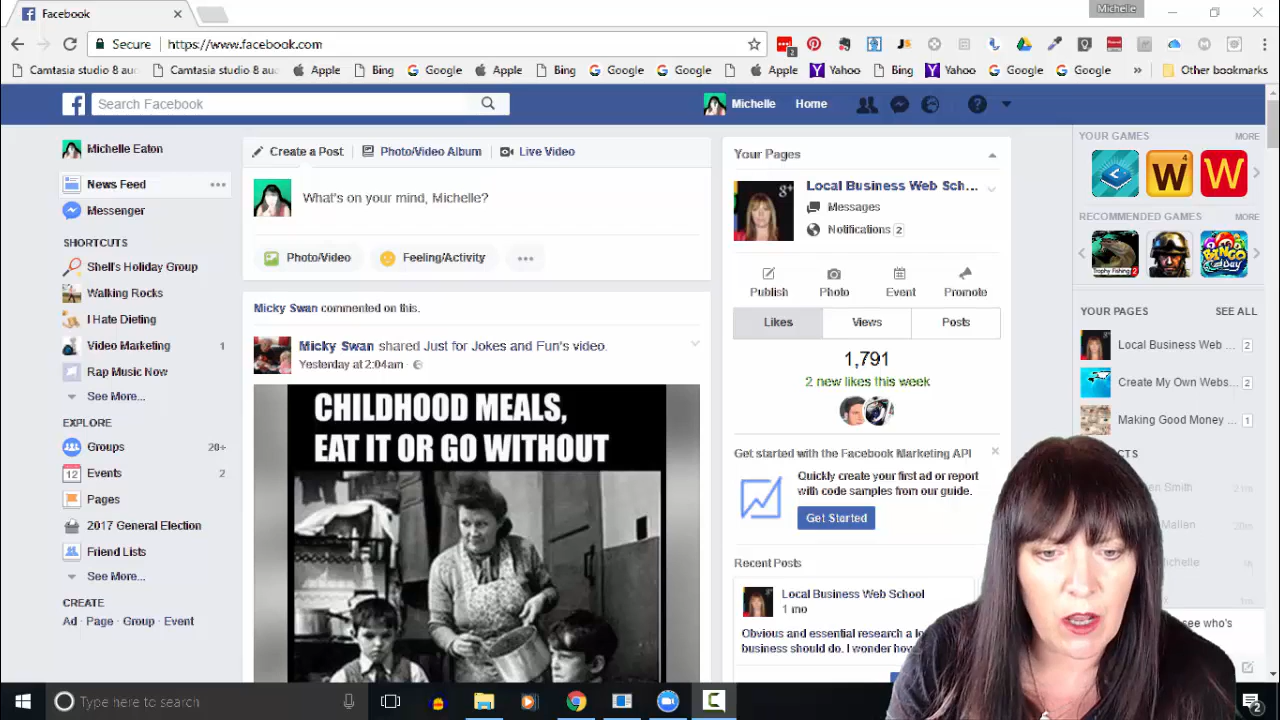 Facebook
Michelle
Secure
https://www.facebook.com
2
Camtasia studio 8 au
Camtasia studio 8 au
Apple
Bing
Google
Apple
Bing
Google
Google
Apple
Yahoo
Bing
Yahoo
Google
Google
»
Other bookmarks
Search Facebook
Michelle
Home
Michelle Eaton
News Feed
Messenger
SHORTCUTS
Shell's Holiday Group
Walking Rocks
I Hate Dieting
Video Marketing 1
Rap Music Now
See More...
EXPLORE
Groups 20+
Events 2
Pages
2017 General Election
Friend Lists
See More...
CREATE
Ad · Page · Group · Event
Create a Post
Photo/Video Album
Live Video
What's on your mind, Michelle?
Photo/Video
Feeling/Activity
Micky Swan commented on this.
Micky Swan shared Just for Jokes and Fun's video.
Yesterday at 2:04am
CHILDHOOD MEALS,
EAT IT OR GO WITHOUT
Your Pages
Local Business Web Sch...
Messages
Notifications 2
Publish
Photo
Event
Promote
Likes
Views
Posts
1,791
2 new likes this week
Get started with the Facebook Marketing API
Quickly create your first ad or report
with code samples from our guide.
Get Started
Recent Posts
Local Business Web School
1 mo
Obvious and essential research a lo
business should do. I wonder how
YOUR GAMES MORE
RECOMMENDED GAMES MORE
YOUR PAGES SEE ALL
Local Business Web ... 2
Create My Own Webs... 2
Making Good Money ... 1
Smith
Mallan
20m
see who's
Type here to search
2